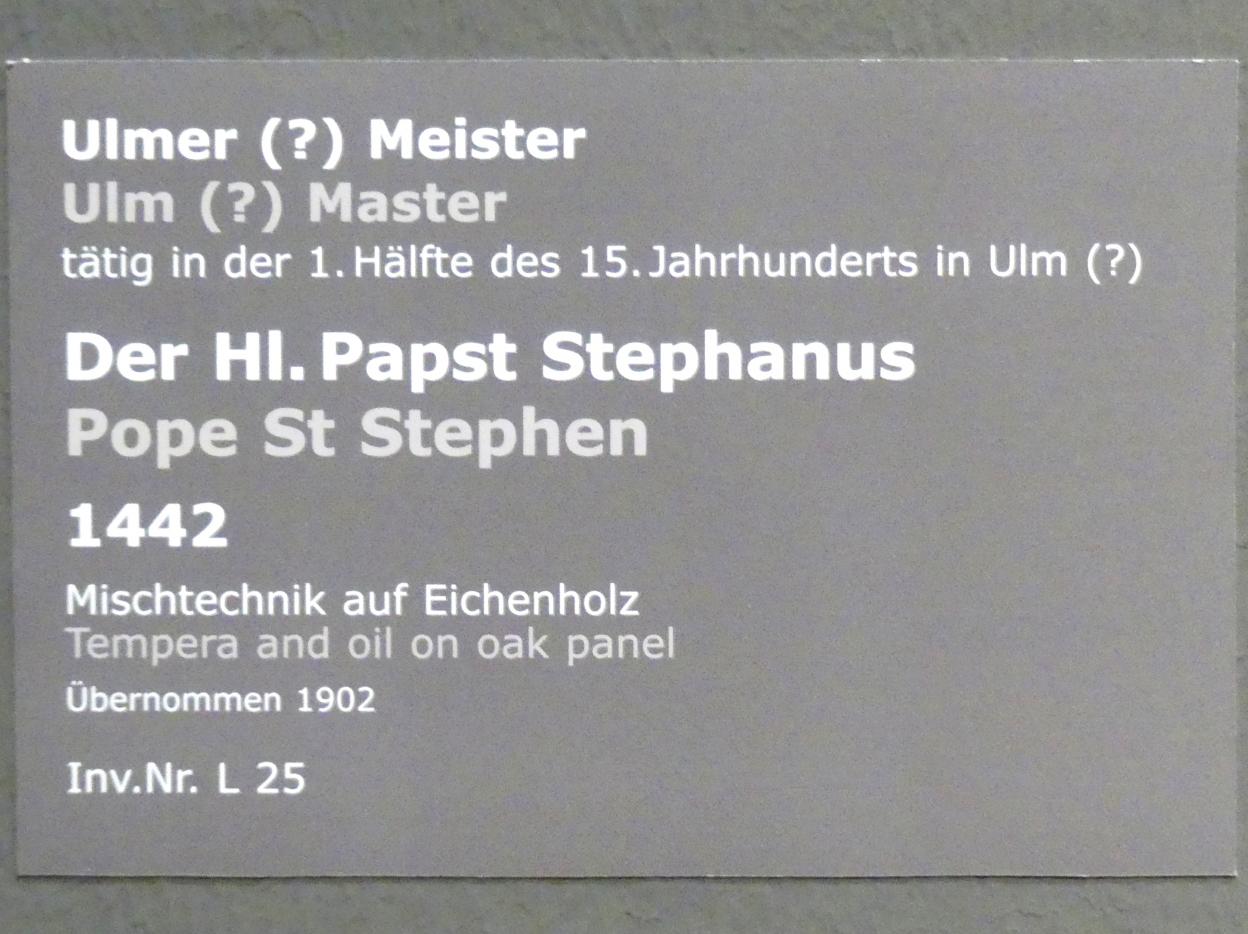 Ulmer (?) Meister
Ulm (?) Master
tätig in der 1. Hälfte des 15. Jahrhunderts in Ulm (?)
Der Hl. Papst Stephanus
Pope St Stephen
1442
Mischtechnik auf Eichenholz
Tempera and oil on oak panel
Übernommen 1902
Inv.Nr. L 25